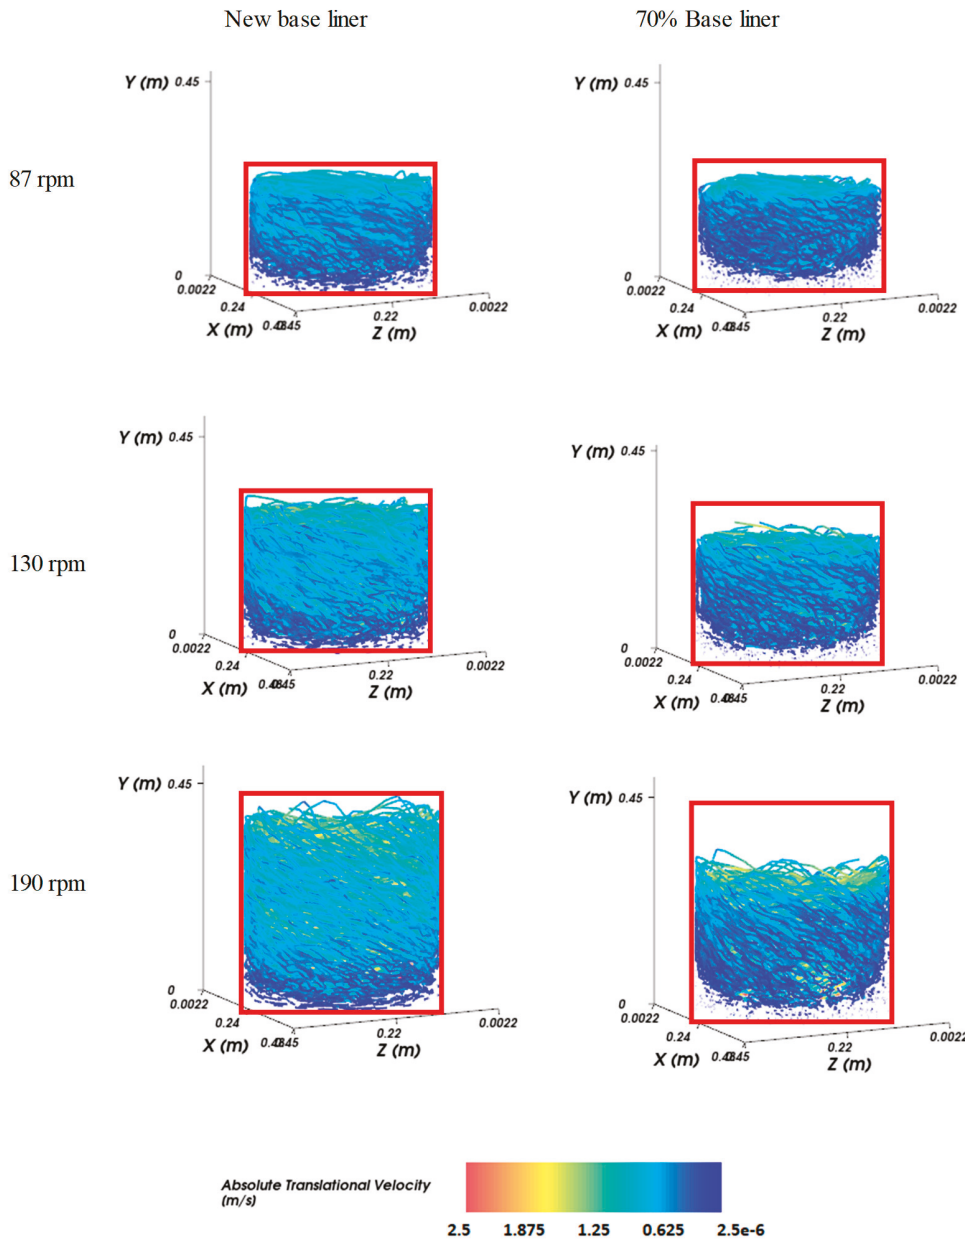 New base liner 70% Base liner
Y (m) 0.45 Y (m) 0.45
87 rpm
0 0
0.0022 0.0022 0.0022 0.0022
0.24 0.22 0.24 0.22
X (m) Z (m) X (m) Z (m)
Y (m) 0.45 Y (m) 0.45
130 rpm
0 0
0.0022 0.0022 0.0022 0.0022
0.24 0.22 0.24 0.22
X (m) Z (m) X (m) Z (m)
Y (m) 0.45 Y (m) 0.45
190 rpm
0 0
0.0022 0.0022 0.0022 0.0022
0.24 0.22 0.24 0.22
X (m) Z (m) X (m) Z (m)
Absolute Translational Velocity
(m/s)
2.5 1.875 1.25 0.625 2.5e-6